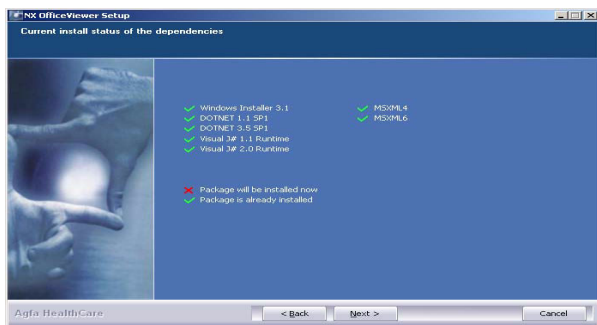 NX OfficeViewer Setup
Current install status of the dependencies
Windows Installer 3.1
DOTNET 1.1 SP1
DOTNET 3.5 SP1
Visual J# 1.1 Runtime
Visual J# 2.0 Runtime
MSXML4
MSXML6
Package will be installed now
Package is already installed
Agfa HealthCare
< Back
Next >
Cancel